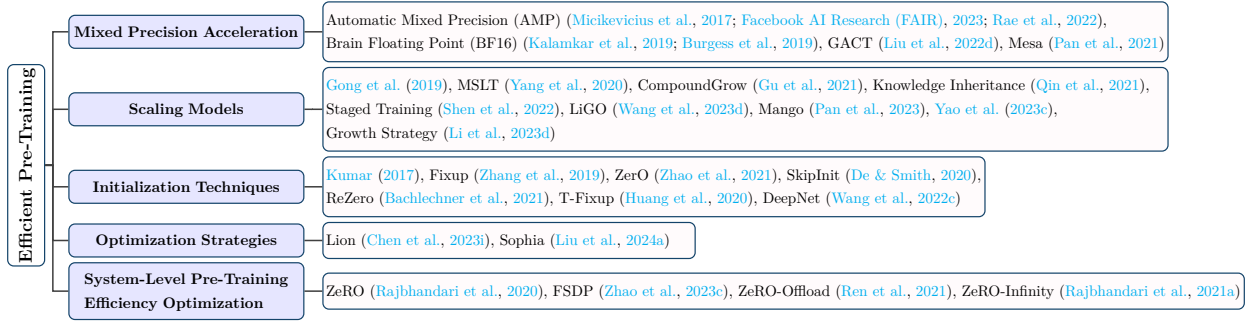 Efficient Pre-Training
Mixed Precision Acceleration
Automatic Mixed Precision (AMP) (Micikevicius et al., 2017; Facebook AI Research (FAIR), 2023; Rae et al., 2022),
Brain Floating Point (BF16) (Kalamkar et al., 2019; Burgess et al., 2019), GACT (Liu et al., 2022d), Mesa (Pan et al., 2021)
Scaling Models
Gong et al. (2019), MSLT (Yang et al., 2020), CompoundGrow (Gu et al., 2021), Knowledge Inheritance (Qin et al., 2021),
Staged Training (Shen et al., 2022), LiGO (Wang et al., 2023d), Mango (Pan et al., 2023), Yao et al. (2023c),
Growth Strategy (Li et al., 2023d)
Initialization Techniques
Kumar (2017), Fixup (Zhang et al., 2019), ZerO (Zhao et al., 2021), SkipInit (De & Smith, 2020),
ReZero (Bachlechner et al., 2021), T-Fixup (Huang et al., 2020), DeepNet (Wang et al., 2022c)
Optimization Strategies
Lion (Chen et al., 2023i), Sophia (Liu et al., 2024a)
System-Level Pre-Training
Efficiency Optimization
ZeRO (Rajbhandari et al., 2020), FSDP (Zhao et al., 2023c), ZeRO-Offload (Ren et al., 2021), ZeRO-Infinity (Rajbhandari et al., 2021a)